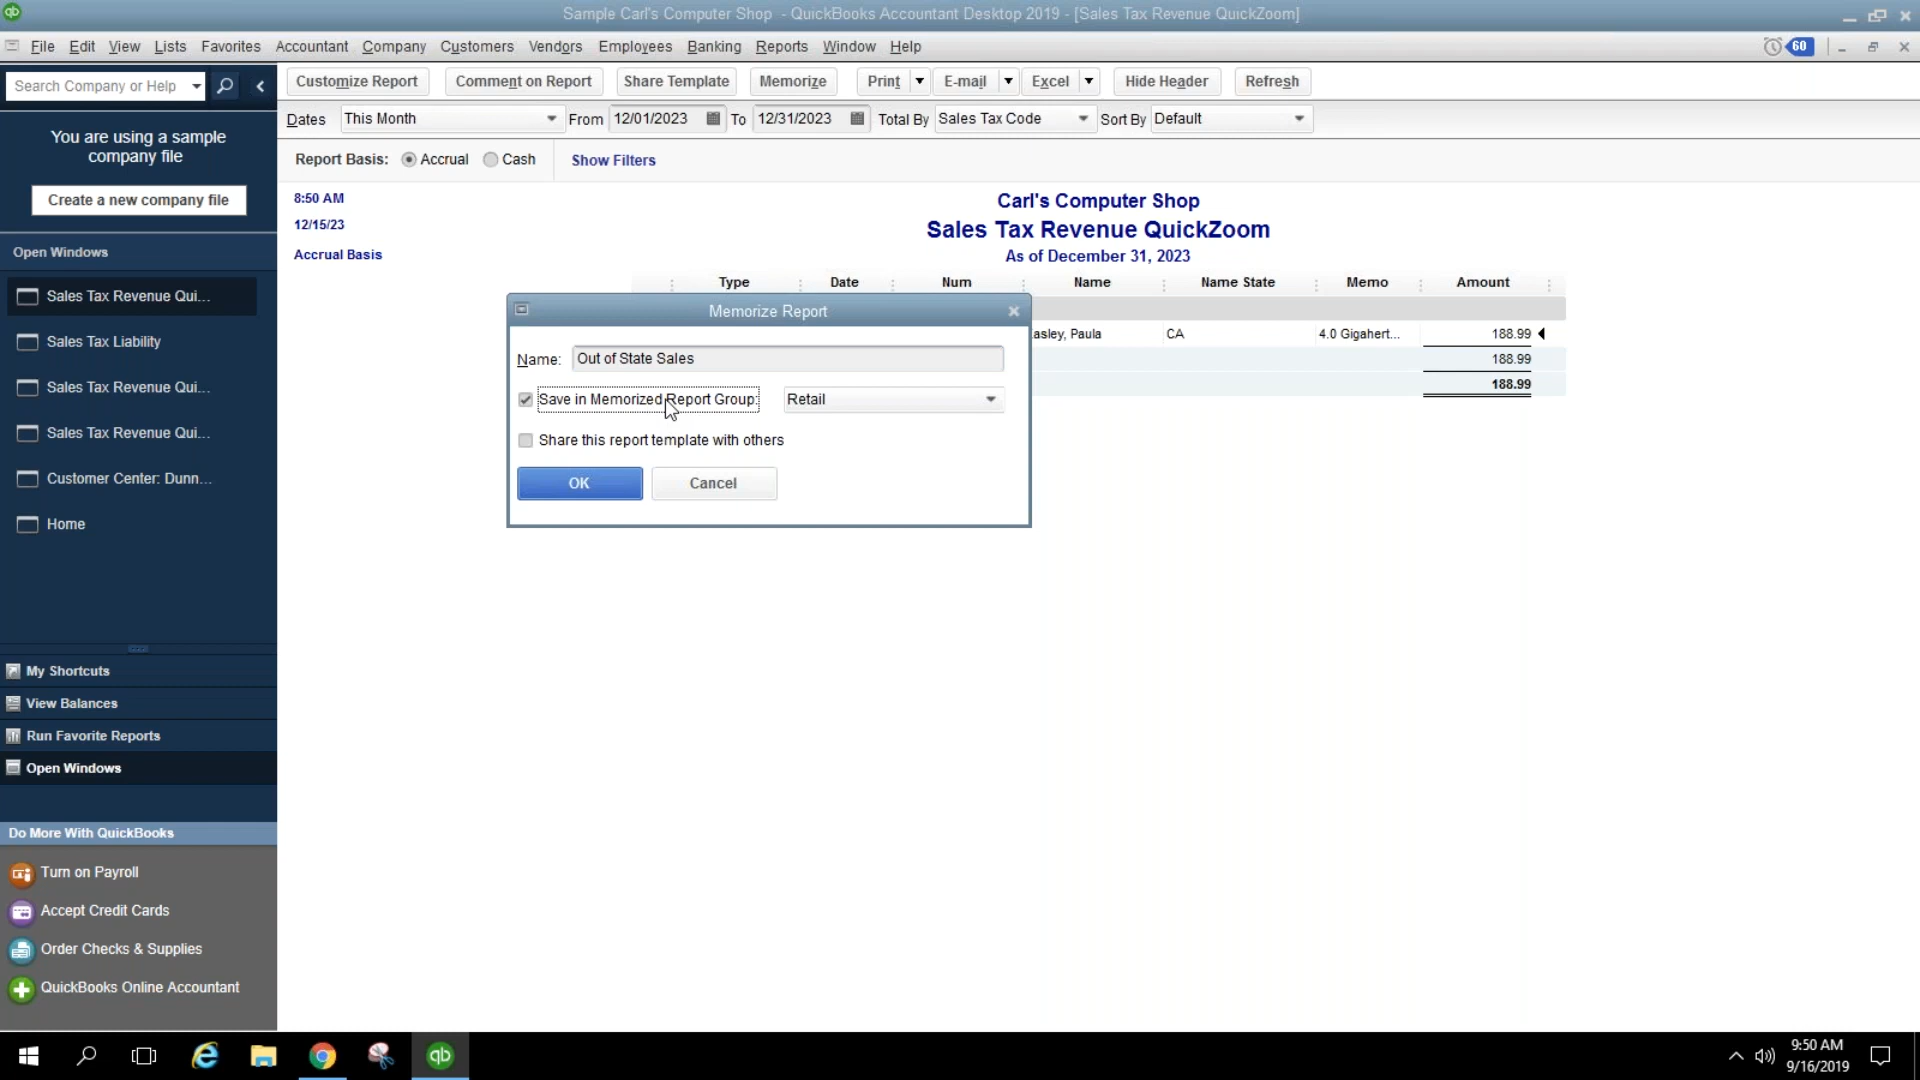 Sample Carl's Computer Shop - QuickBooks Accountant Desktop 2019 - [Sales Tax Revenue QuickZoom]
File Edit View Lists Favorites Accountant Company Customers Vendors Employees Banking Reports Window Help
60
Search Company or Help
Customize Report Comment on Report Share Template Memorize Print E-mail Excel Hide Header Refresh
Dates This Month From 12/01/2023 To 12/31/2023 Total By Sales Tax Code Sort By Default
Report Basis: Accrual Cash Show Filters
You are using a sample
company file
Create a new company file
Open Windows
Sales Tax Revenue Qui...
Sales Tax Liability
Sales Tax Revenue Qui...
Sales Tax Revenue Qui...
Customer Center: Dunn...
Home
My Shortcuts
View Balances
Run Favorite Reports
Open Windows
Do More With QuickBooks
Turn on Payroll
Accept Credit Cards
Order Checks & Supplies
QuickBooks Online Accountant
8:50 AM
12/15/23
Accrual Basis
Carl's Computer Shop
Sales Tax Revenue QuickZoom
As of December 31, 2023
Type Date Num Name Name State Memo Amount
asley, Paula CA 4.0 Gigahert... 188.99
188.99
188.99
Memorize Report
Name: Out of State Sales
Save in Memorized Report Group: Retail
Share this report template with others
OK Cancel
qb
9:50 AM
9/16/2019